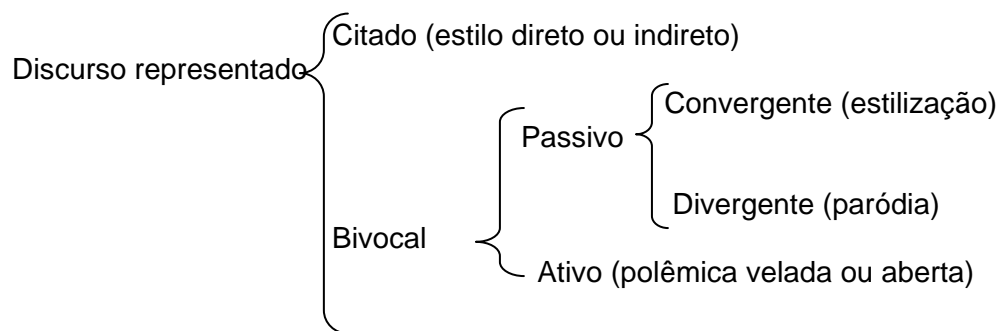 Citado (estilo direto ou indireto)
Discurso representado
Convergente (estilização)
Passivo
Divergente (paródia)
Bivocal
Ativo (polêmica velada ou aberta)